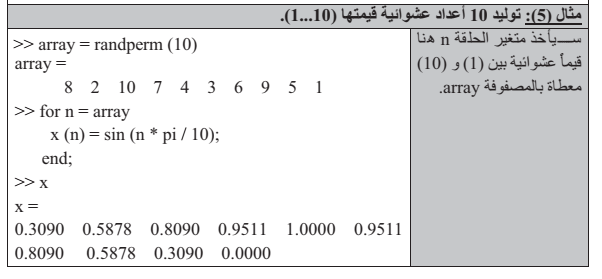 مثال (5): توليد 10 أعداد عشوائية قيمتها (10...1).
سـيأخذ متغير الحلقة n هنا
قيماً عشوائية بين (1) و (10)
معطاة بالمصفوفة array.
>> array = randperm (10)
array =
8 2 10 7 4 3 6 9 5 1
>> for n = array
x (n) = sin (n * pi / 10);
end;
>> x
x =
0.3090 0.5878 0.8090 0.9511 1.0000 0.9511
0.8090 0.5878 0.3090 0.0000